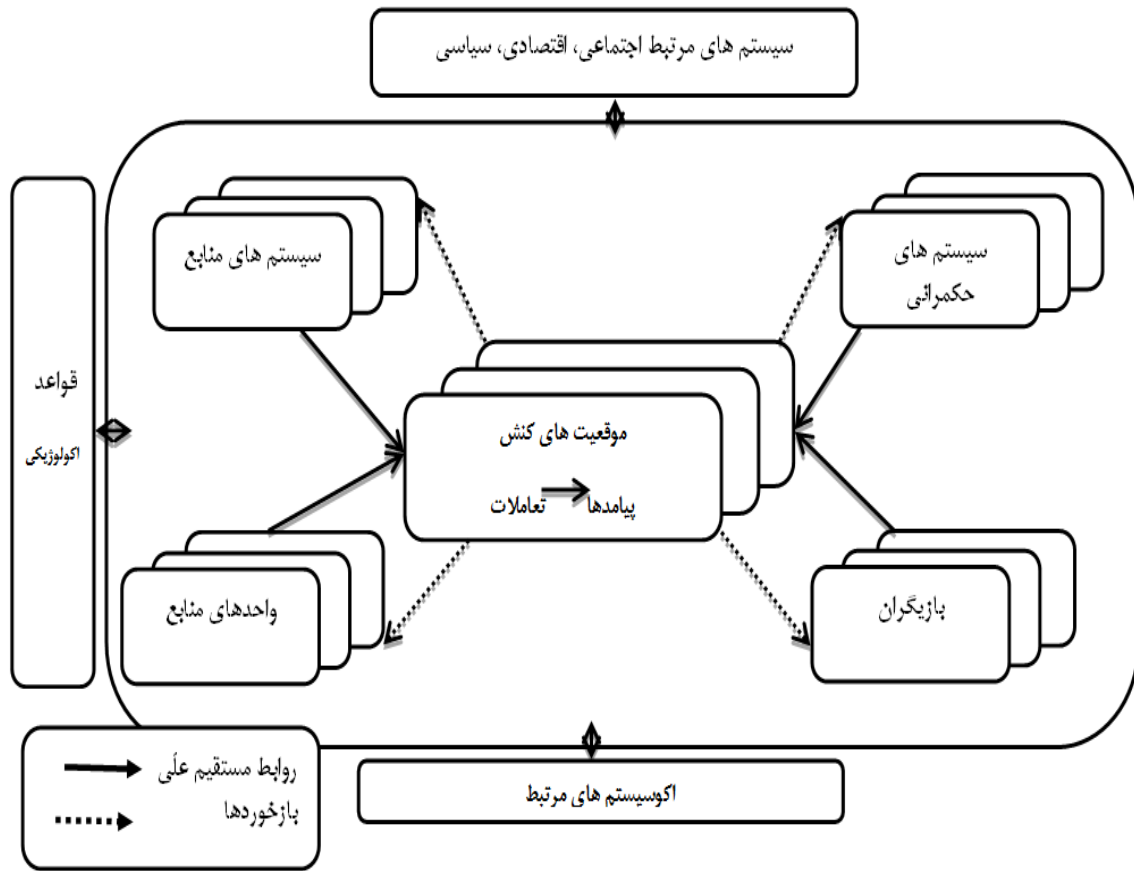 سیستم های مرتبط اجتماعی، اقتصادی، سیاسی
سیستم های
حکمرانی
سیستم های منابع
قواعد
اکولوژیکی
موقعیت های کنش
تعاملات
پیامدها
بازیگران
واحدهای منابع
اکوسیستم های مرتبط
روابط مستقیم علّی
بازخوردها